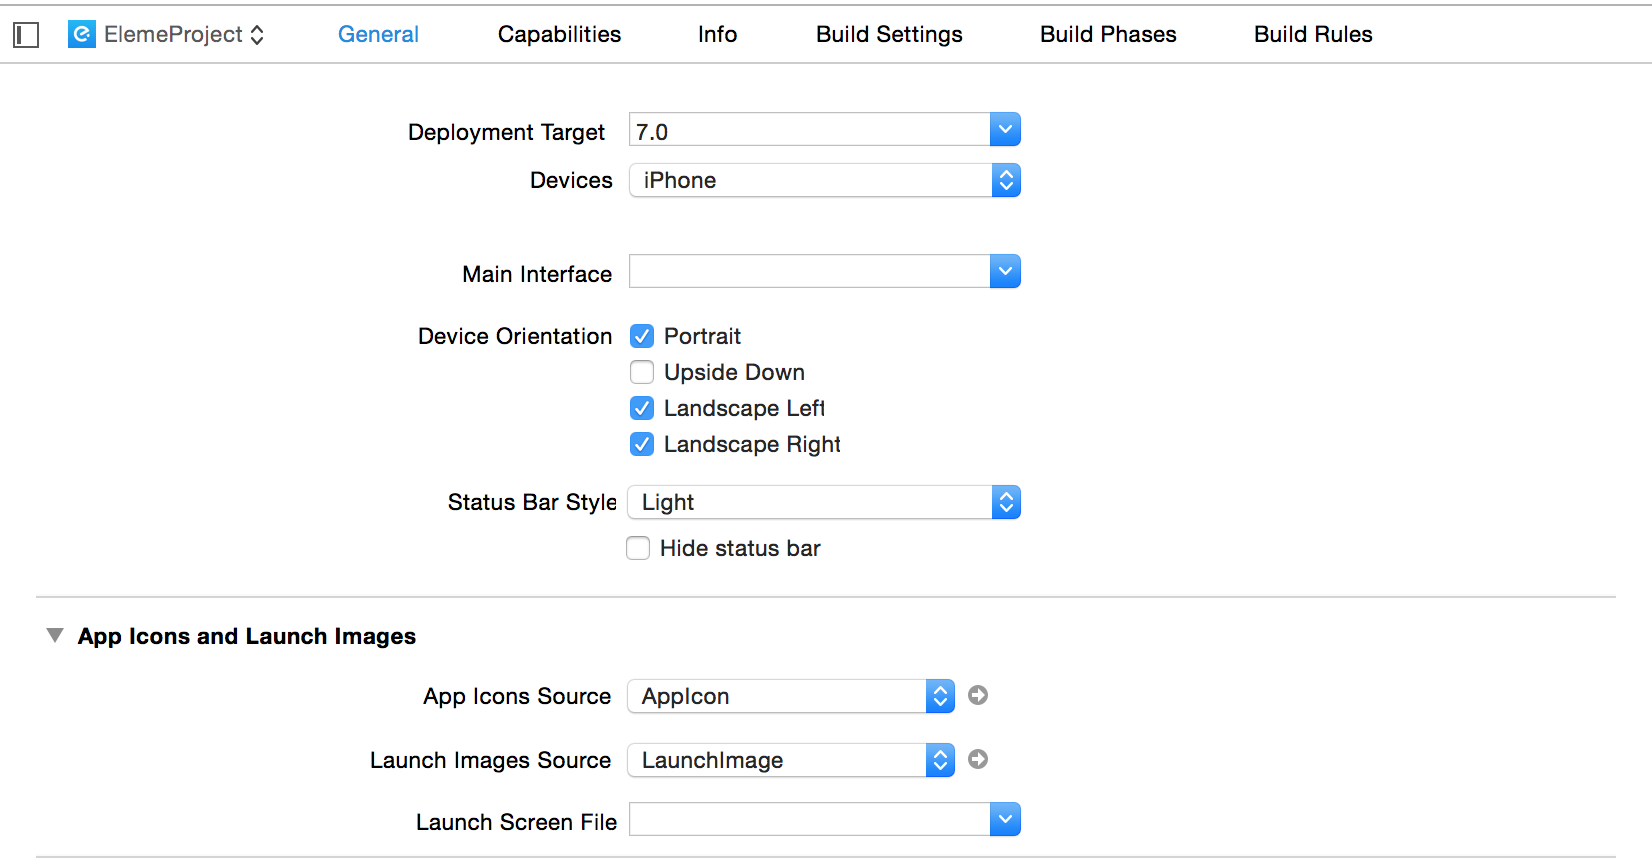 ElemeProject General Capabilities Info Build Settings Build Phases Build Rules
Deployment Target 7.0
Devices iPhone
Main Interface
Device Orientation Portrait
Upside Down
Landscape Left
Landscape Right
Status Bar Style Light
Hide status bar
App Icons and Launch Images
App Icons Source AppIcon
Launch Images Source LaunchImage
Launch Screen File